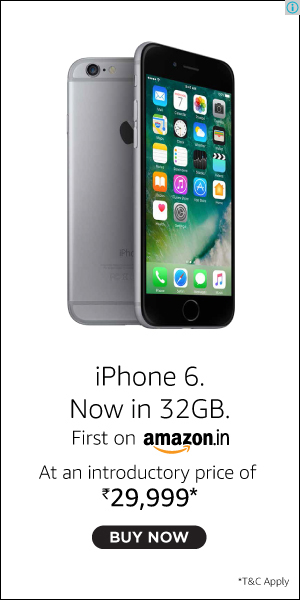 iPhone
iPhone 6.
Now in 32GB.
First on amazon.in
At an introductory price of
₹29,999*
BUY NOW
*T&C Apply